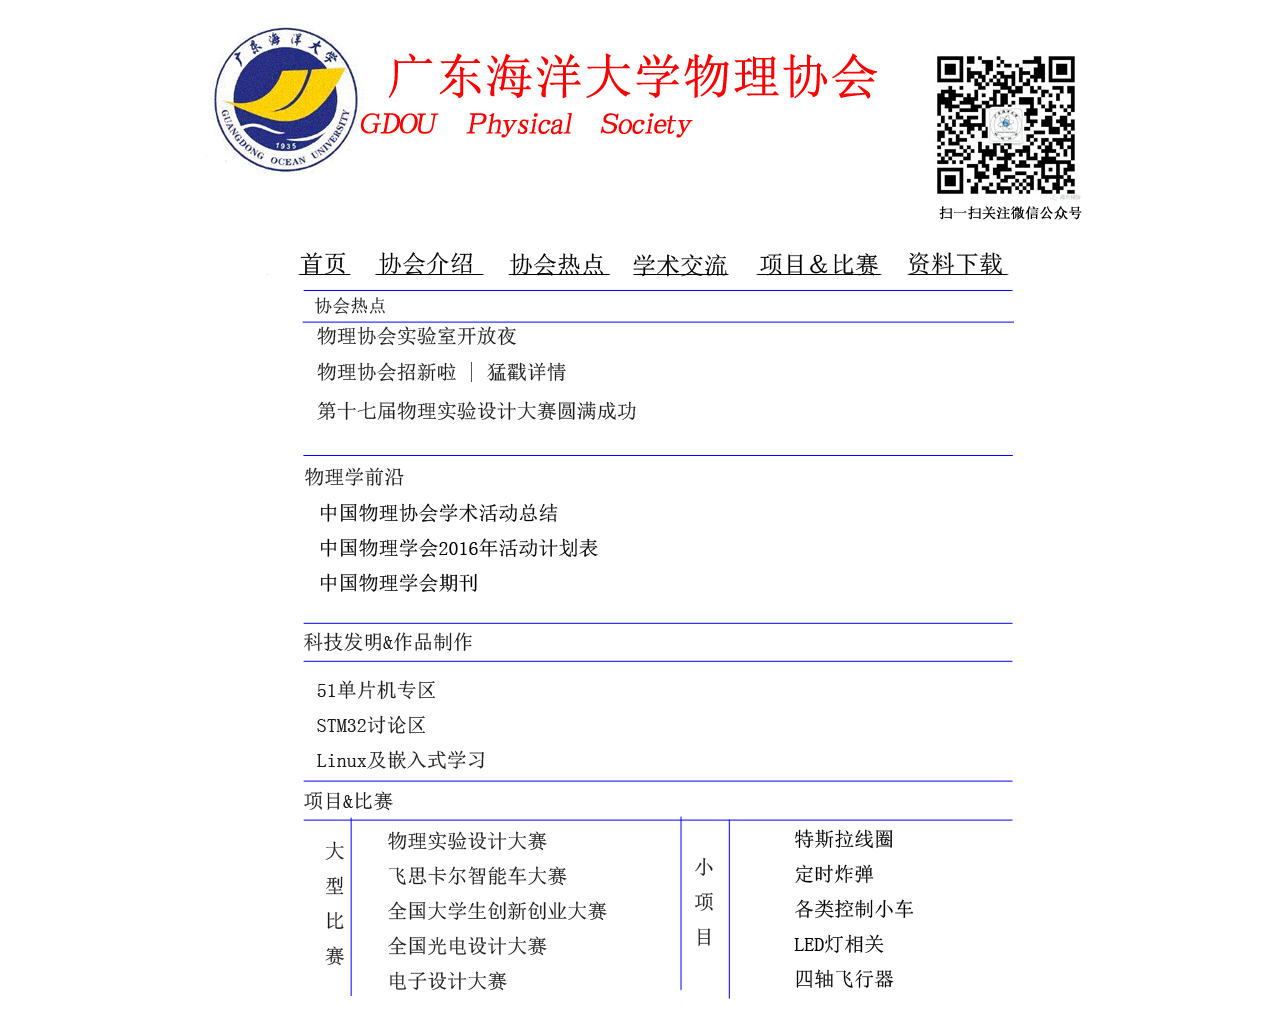 广东海洋大学
GUANGDONG OCEAN UNIVERSITY
1935
广东海洋大学物理协会
GDOU Physical Society
扫一扫关注微信公众号
首页 协会介绍 协会热点 学术交流 项目&比赛 资料下载
协会热点
物理协会实验室开放夜
物理协会招新啦 | 猛戳详情
第十七届物理实验设计大赛圆满成功
物理学前沿
中国物理协会学术活动总结
中国物理学会2016年活动计划表
中国物理学会期刊
科技发明&作品制作
51单片机专区
STM32讨论区
Linux及嵌入式学习
项目&比赛
大型比赛
物理实验设计大赛
飞思卡尔智能车大赛
全国大学生创新创业大赛
全国光电设计大赛
电子设计大赛
小项目
特斯拉线圈
定时炸弹
各类控制小车
LED灯相关
四轴飞行器